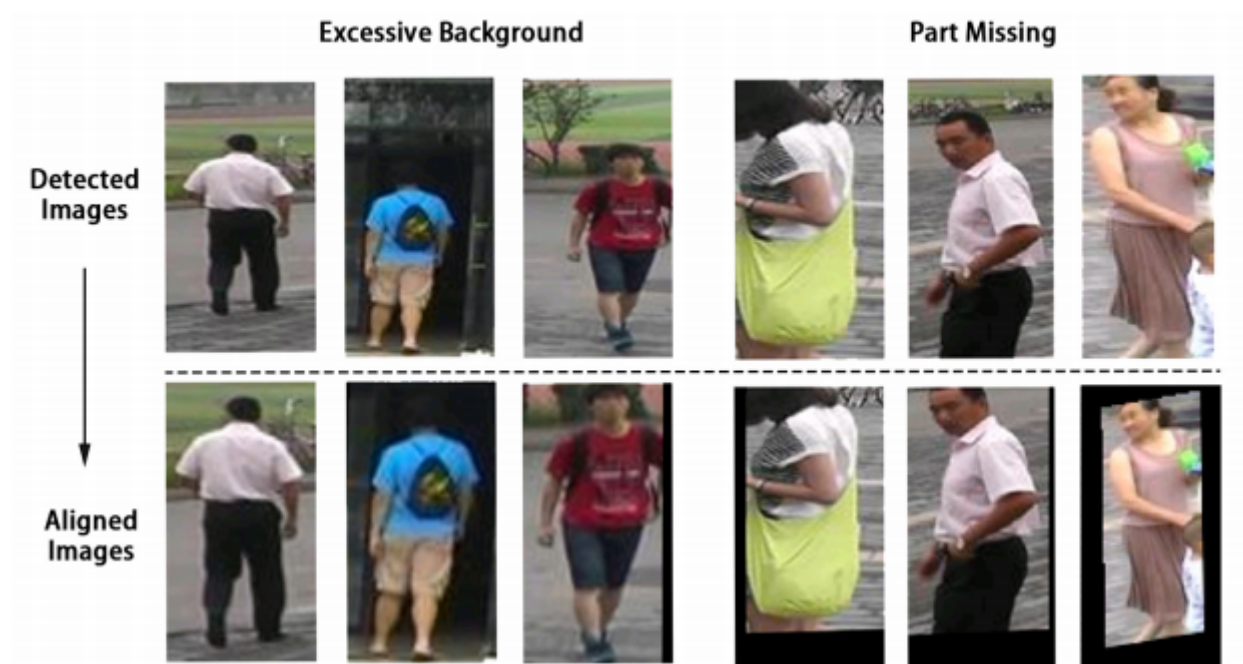 Excessive Background
Part Missing
Detected
Images
Aligned
Images